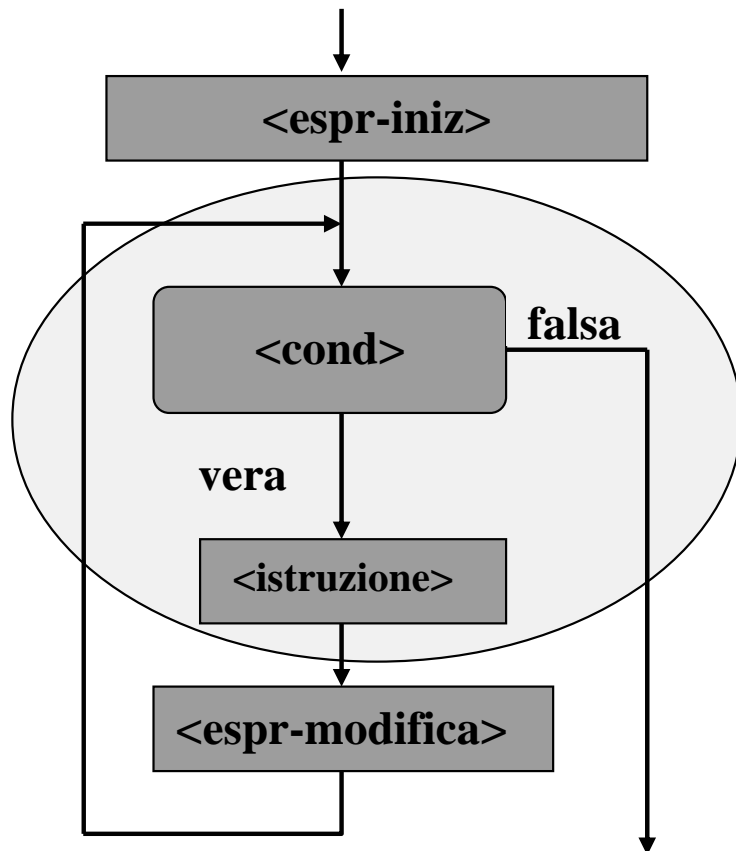 <espr-iniz>
<cond>
falsa
vera
<istruzione>
<espr-modifica>